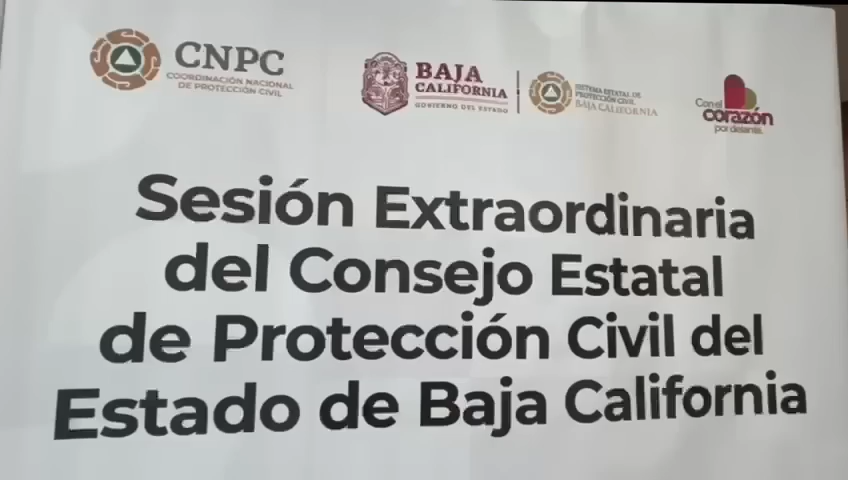 CNPC
COORDINACIÓN NACIONAL
DE PROTECCIÓN CIVIL
BAJA
CALIFORNIA
GOBIERNO DEL ESTADO
SISTEMA ESTATAL DE
PROTECCIÓN CIVIL
BAJA CALIFORNIA
Con el
corazón
por delante.
Sesión Extraordinaria
del Consejo Estatal
de Protección Civil del
Estado de Baja California